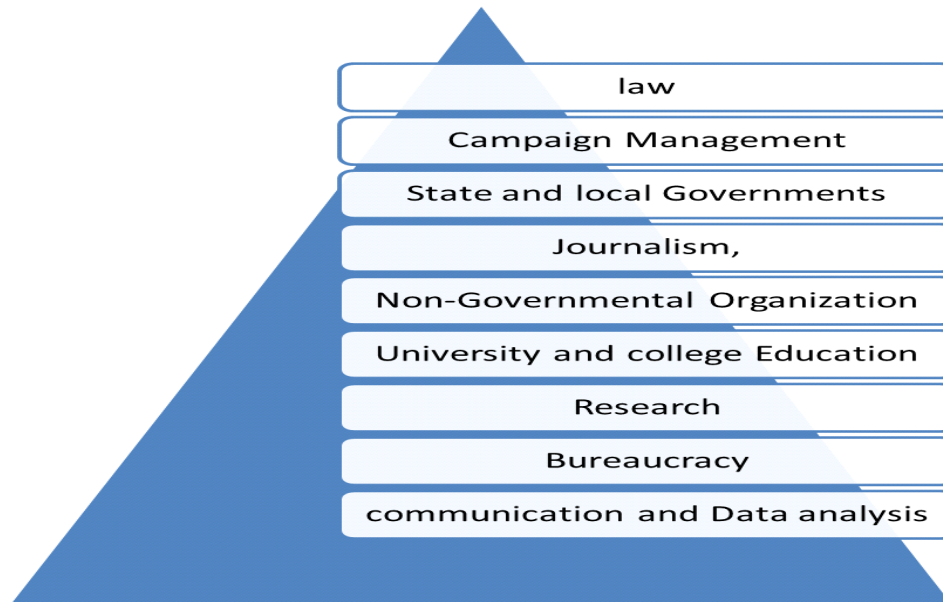 law
Campaign Management
State and local Governments
Journalism,
Non-Governmental Organization
University and college Education
Research
Bureaucracy
communication and Data analysis